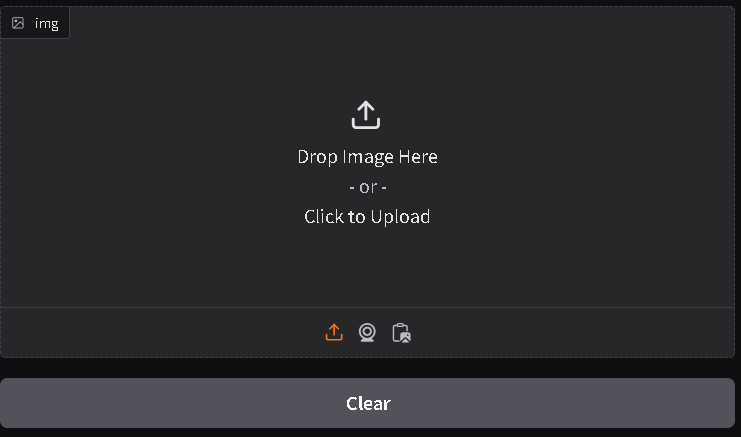 img
Drop Image Here
- or -
Click to Upload
Clear